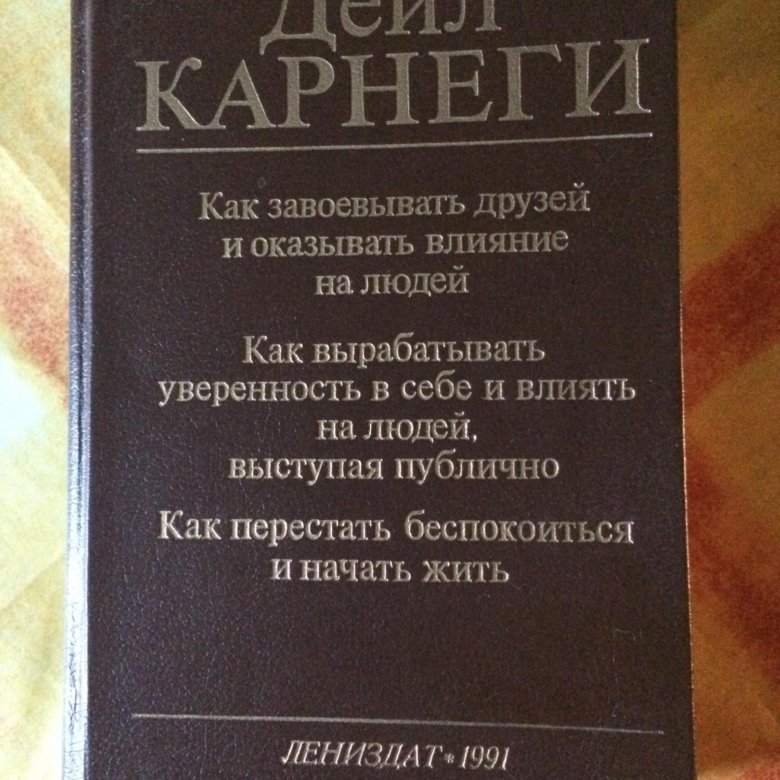 Дейл
КАРНЕГИ
Как завоевывать друзей
и оказывать влияние
на людей
Как вырабатывать
уверенность в себе и влиять
на людей,
выступая публично
Как перестать беспокоиться
и начать жить
ЛЕНИЗДАТ * 1991